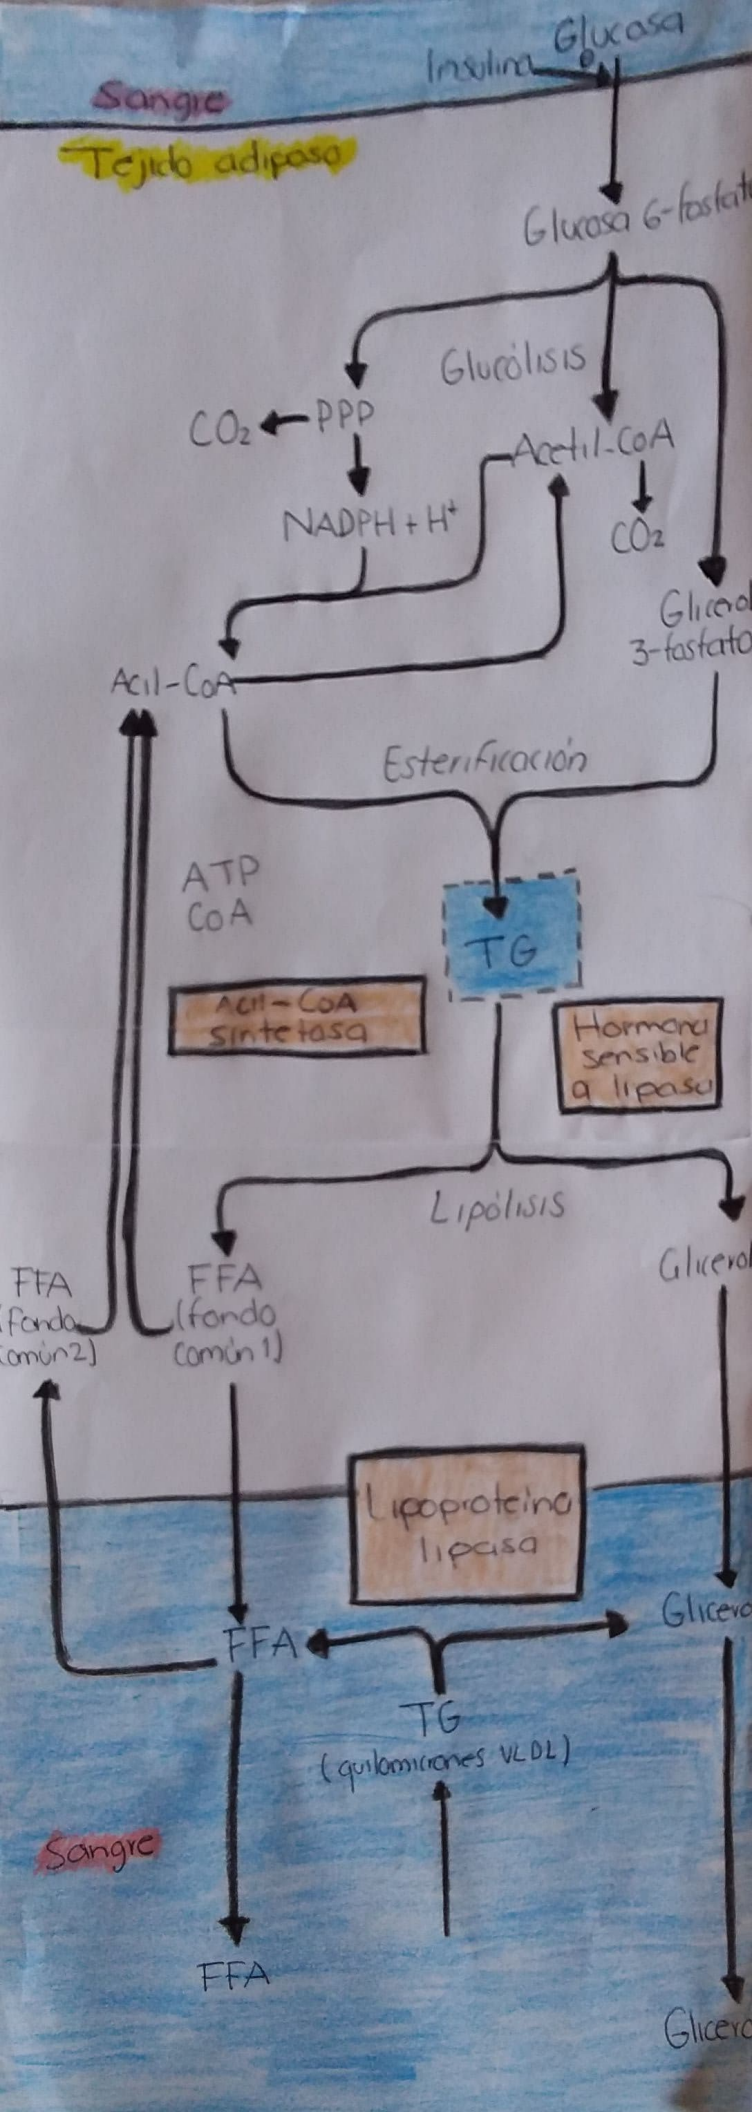 Glucosa
Insulina
Sangre
Tejido adiposo
Glucosa 6-fosfat
Glucólisis
CO₂
PPP
Acetil-CoA
NADPH + H⁺
CO₂
Glicerol
3-fosfato
Acil-CoA
Esterificación
ATP
CoA
TG
Acil-CoA
sintetasa
Hormona
sensible
a lipasa
Lipólisis
FFA
(fondo
común 2)
FFA
(fondo
común 1)
Glicerol
Lipoproteína
lipasa
FFA
Glicero
TG
(quilomicrones VLDL)
Sangre
FFA
Glicero